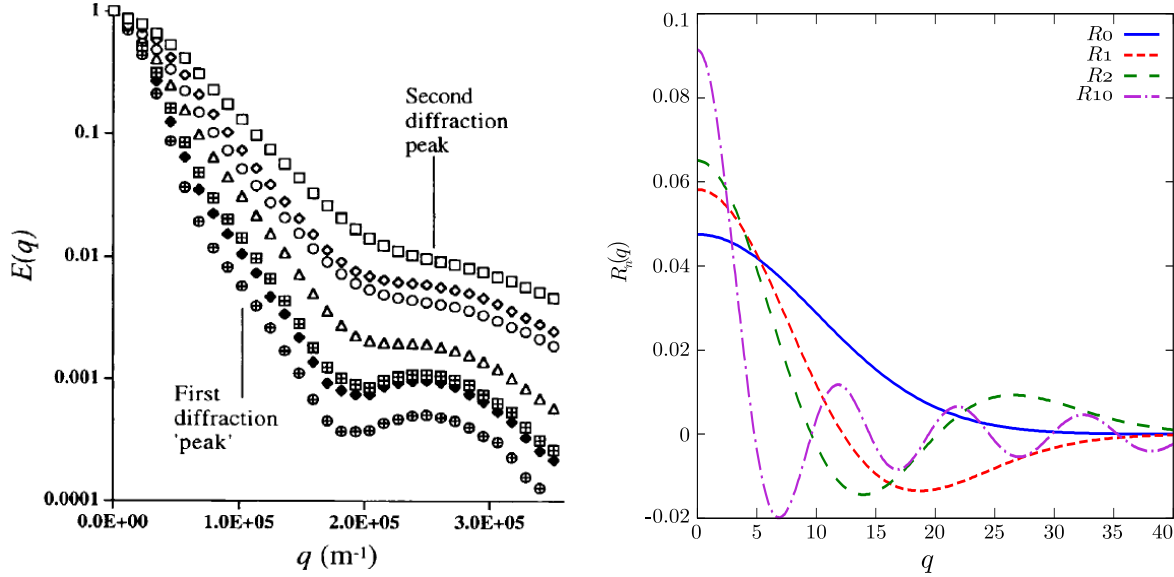 1
0.1
0.01
0.001
0.0001
E(q)
0.0E+00
1.0E+05
2.0E+05
3.0E+05
q (m-1)
Second
diffraction
peak
First
diffraction
'peak'
0.1
0.08
0.06
0.04
0.02
0
-0.02
Rn(q)
0
5
10
15
20
25
30
35
40
q
R0
R1
R2
R10